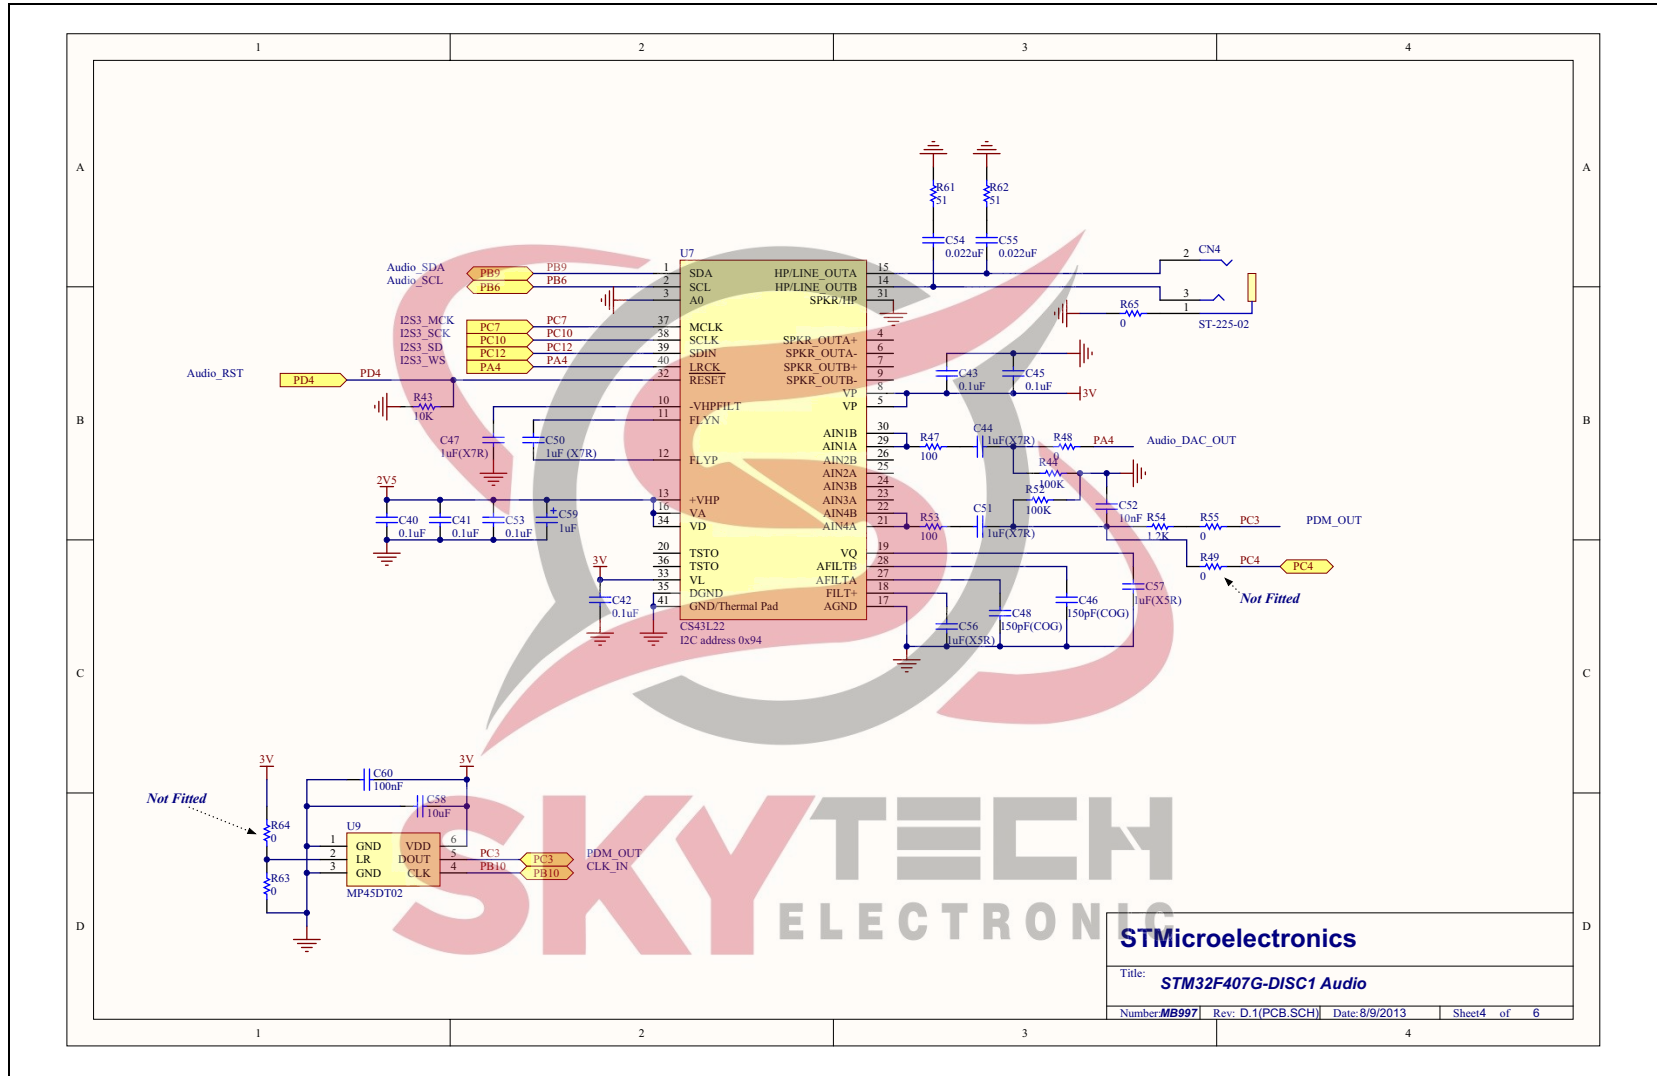 1 2 3 4
A A
R61 R62
51 51
C54 C55
0.022uF 0.022uF
U7 2 CN4
Audio_SDA PB9 PB9 1 SDA HP/LINE_OUTA 15
Audio_SCL PB6 PB6 2 SCL HP/LINE_OUTB 14 3
3 A0 SPKR/HP 31 R65 1
0 ST-225-02
I2S3_MCK PC7 PC7 37 MCLK
I2S3_SCK PC10 PC10 38 SCLK SPKR_OUTA+ 4
I2S3_SD PC12 PC12 39 SDIN SPKR_OUTA- 6
I2S3_WS PA4 PA4 40 LRCK SPKR_OUTB+ 7
Audio_RST PD4 PD4 32 RESET SPKR_OUTB- 9
C43 C45
0.1uF 0.1uF
VP 8 3V
R43 10 -VHPFILT VP 5
10K 11 FLYN
B B
AIN1B 30 C44
C47 C50 AIN1A 29 R47 1uF(X7R) R48 PA4 Audio_DAC_OUT
1uF(X7R) 1uF (X7R) 100 0
12 FLYP AIN2B 26
AIN2A 25 R44
AIN3B 24 100K
2V5 13 +VHP AIN3A 23 R52
16 VA AIN4B 22 100K C52
34 VD AIN4A 21 R53 C51 10nF R54 R55 PC3 PDM_OUT
100 1uF(X7R) 1.2K 0
C40 C41 C53 + C59
0.1uF 0.1uF 0.1uF 1uF
20 TSTO VQ 19
3V 36 TSTO AFILTB 28 R49 PC4 PC4
33 VL AFILTA 27 0
35 DGND FILT+ 18 C57
41 GND/Thermal Pad AGND 17 1uF(X5R)
Not Fitted
C42
0.1uF
C46
150pF(COG)
C48
150pF(COG)
C56
1uF(X5R)
CS43L22
I2C address 0x94
C C
3V 3V
C60
100nF
Not Fitted C58
10uF
R64 U9
0
1 GND VDD 6
2 LR DOUT 5 PC3 PC3 PDM_OUT
3 GND CLK 4 PB10 PB10 CLK_IN
R63
0
MP45DT02
SKYTECH
ELECTRONIC
D D
STMicroelectronics
Title: STM32F407G-DISC1 Audio
Number:MB997 Rev: D.1(PCB.SCH) Date:8/9/2013 Sheet4 of 6
1 2 3 4